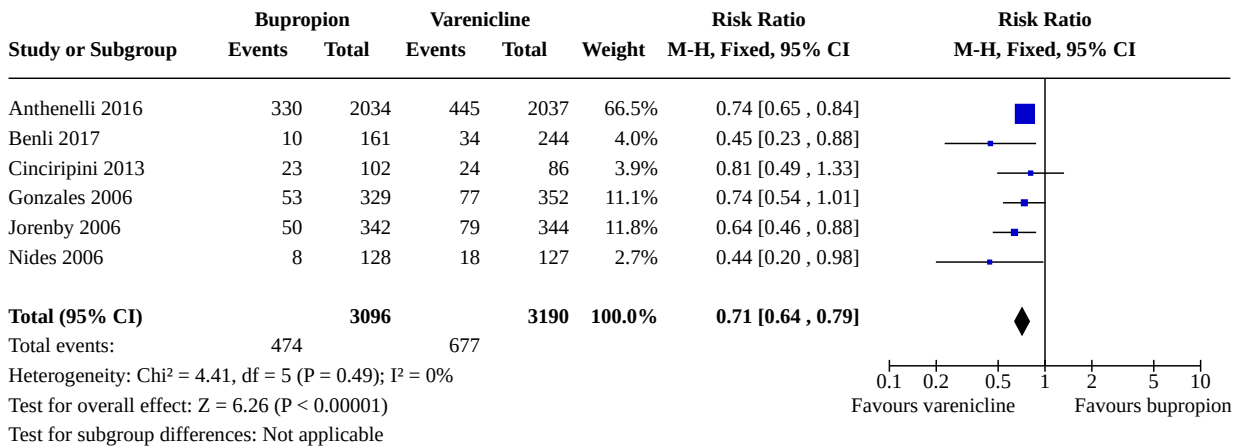 Bupropion Varenicline Risk Ratio Risk Ratio
Study or Subgroup Events Total Events Total Weight M-H, Fixed, 95% CI M-H, Fixed, 95% CI
Anthenelli 2016 330 2034 445 2037 66.5% 0.74 [0.65 , 0.84]
Benli 2017 10 161 34 244 4.0% 0.45 [0.23 , 0.88]
Cinciripini 2013 23 102 24 86 3.9% 0.81 [0.49 , 1.33]
Gonzales 2006 53 329 77 352 11.1% 0.74 [0.54 , 1.01]
Jorenby 2006 50 342 79 344 11.8% 0.64 [0.46 , 0.88]
Nides 2006 8 128 18 127 2.7% 0.44 [0.20 , 0.98]
Total (95% CI) 3096 3190 100.0% 0.71 [0.64 , 0.79]
Total events: 474 677
Heterogeneity: Chi² = 4.41, df = 5 (P = 0.49); I² = 0%
0.1 0.2 0.5 1 2 5 10
Test for overall effect: Z = 6.26 (P < 0.00001)
Favours varenicline Favours bupropion
Test for subgroup differences: Not applicable